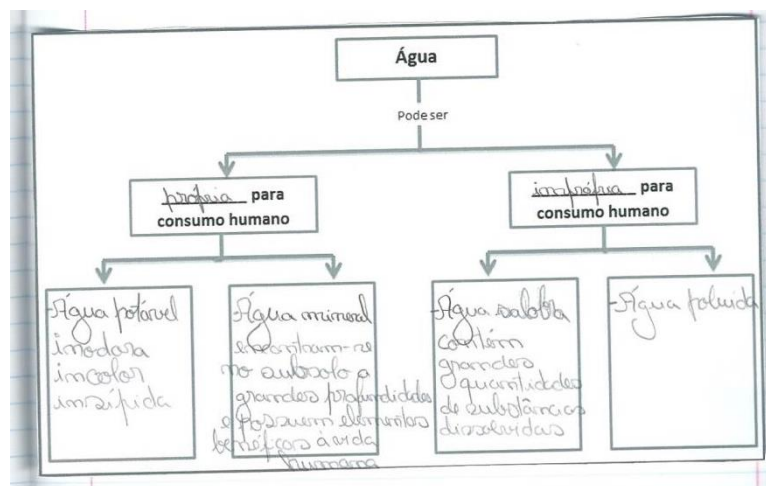 Água
Pode ser
própria para
consumo humano
imprópria para
consumo humano
-Água potável
inodora
incolor
insípida
-Água mineral
encontram-se
no subsolo a
grandes profundidades
e possuem elementos
benéficos à vida
humana
-Água salobra
contém
grandes
quantidades
de substâncias
dissolvidas
-Água poluida